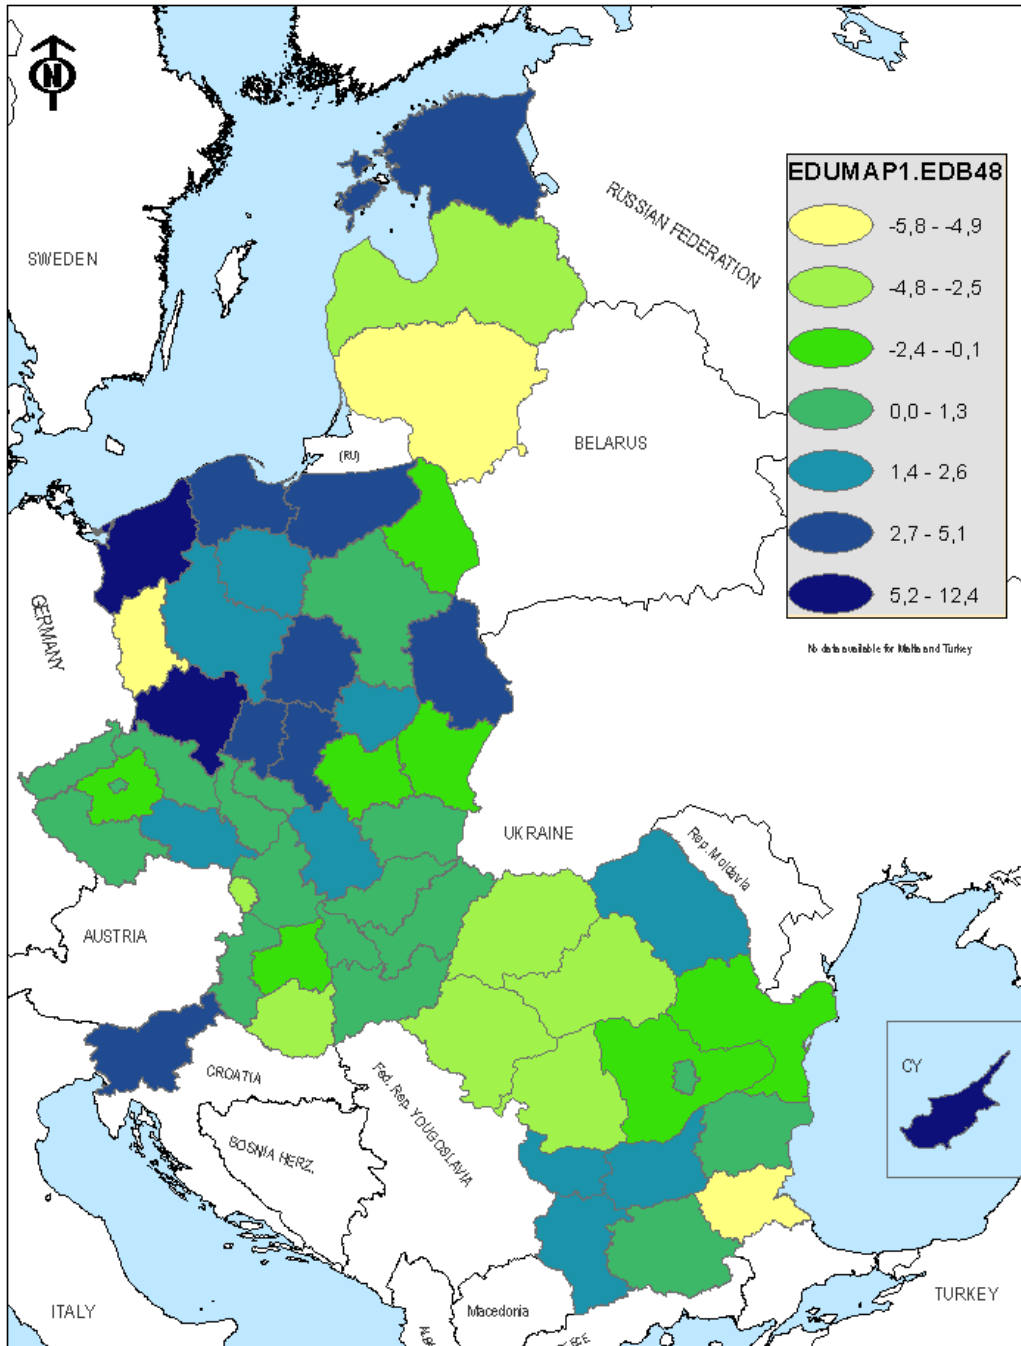 N
EDUMAP1.EDB48
-5,8 - -4,9
-4,8 - -2,5
-2,4 - -0,1
0,0 - 1,3
1,4 - 2,6
2,7 - 5,1
5,2 - 12,4
No data available for Malta and Turkey
RUSSIAN FEDERATION
SWEDEN
BELARUS
(RU)
GERMANY
UKRAINE
Rep. Moldavia
AUSTRIA
CROATIA
CY
Fed. Rep. YOUGOSLAVIA
BOSNIA HERZ.
TURKEY
ITALY
Macedonia